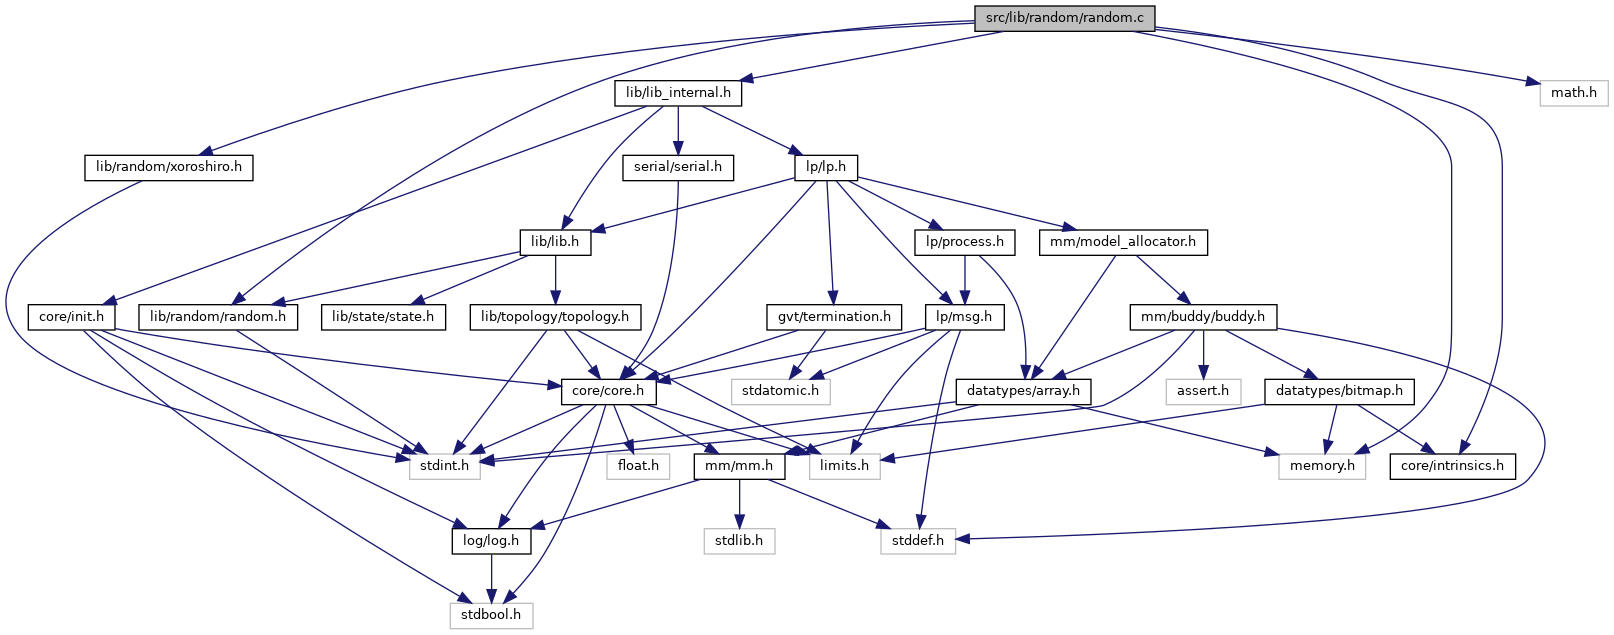 src/lib/random/random.c
lib/lib_internal.h
math.h
lib/random/xoroshiro.h
serial/serial.h
lp/lp.h
lib/lib.h
lp/process.h
mm/model_allocator.h
core/init.h
lib/random/random.h
lib/state/state.h
lib/topology/topology.h
gvt/termination.h
lp/msg.h
mm/buddy/buddy.h
core/core.h
stdatomic.h
datatypes/array.h
assert.h
datatypes/bitmap.h
stdint.h
float.h
mm/mm.h
limits.h
memory.h
core/intrinsics.h
log/log.h
stdlib.h
stddef.h
stdbool.h